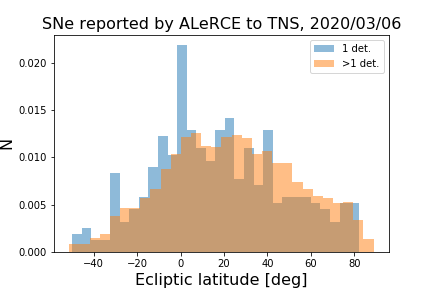 SNe reported by ALeRCE to TNS, 2020/03/06
1 det.
>1 det.
N
0.020
0.015
0.010
0.005
0.000
−40
−20
0
20
40
60
80
Ecliptic latitude [deg]